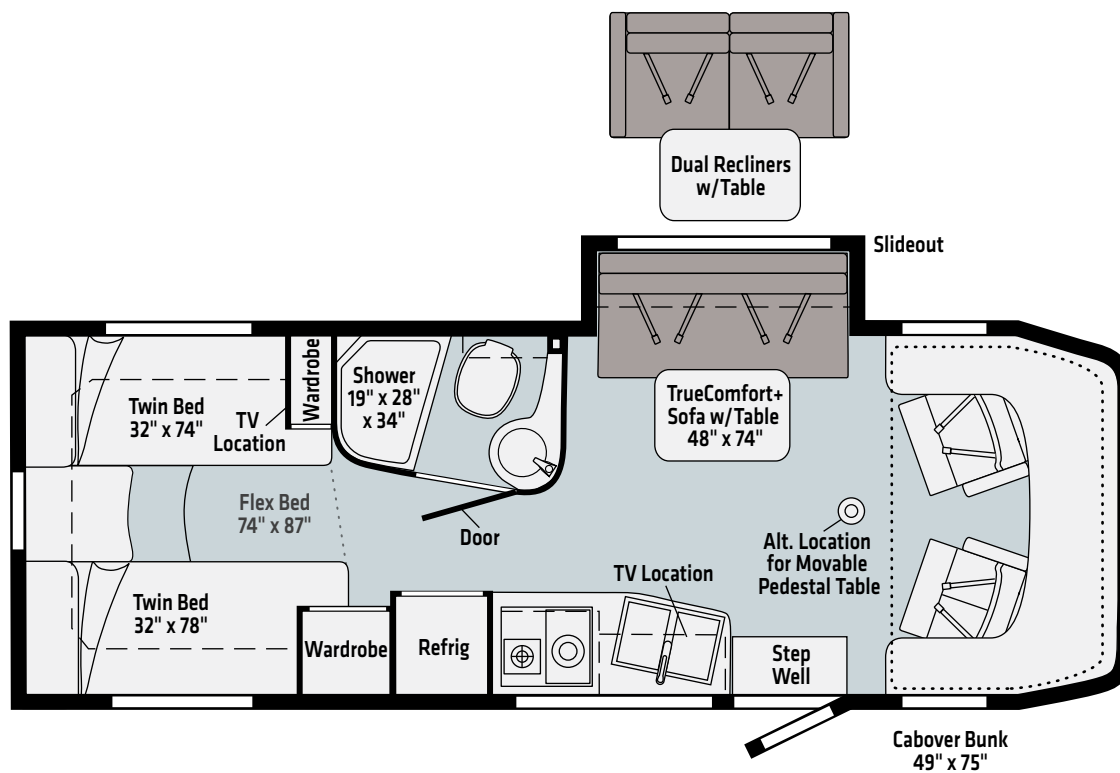 Dual Recliners
w/Table
Slideout
Twin Bed
32" x 74"
TV
Location
Wardrobe
Shower
19" x 28"
x 34"
TrueComfort+
Sofa w/Table
48" x 74"
Flex Bed
74" x 87"
Door
Alt. Location
for Movable
Pedestal Table
TV Location
Twin Bed
32" x 78"
Wardrobe
Refrig
Step
Well
Cabover Bunk
49" x 75"